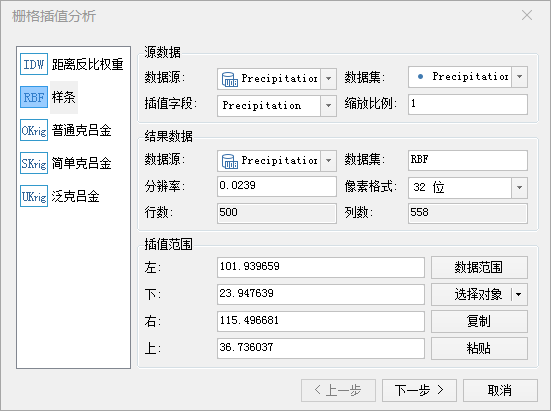 栅格插值分析
IDW 距离反比权重
RBF 样条
OKrig 普通克吕金
SKrig 简单克吕金
UKrig 泛克吕金
源数据
数据源: Precipitation 数据集: Precipitation
插值字段: Precipitation 缩放比例: 1
结果数据
数据源: Precipitation 数据集: RBF
分辨率: 0.0239 像素格式: 32 位
行数: 500 列数: 558
插值范围
左: 101.939659 数据范围
下: 23.947639 选择对象
右: 115.496681 复制
上: 36.736037 粘贴
<上一步 下一步 > 取消